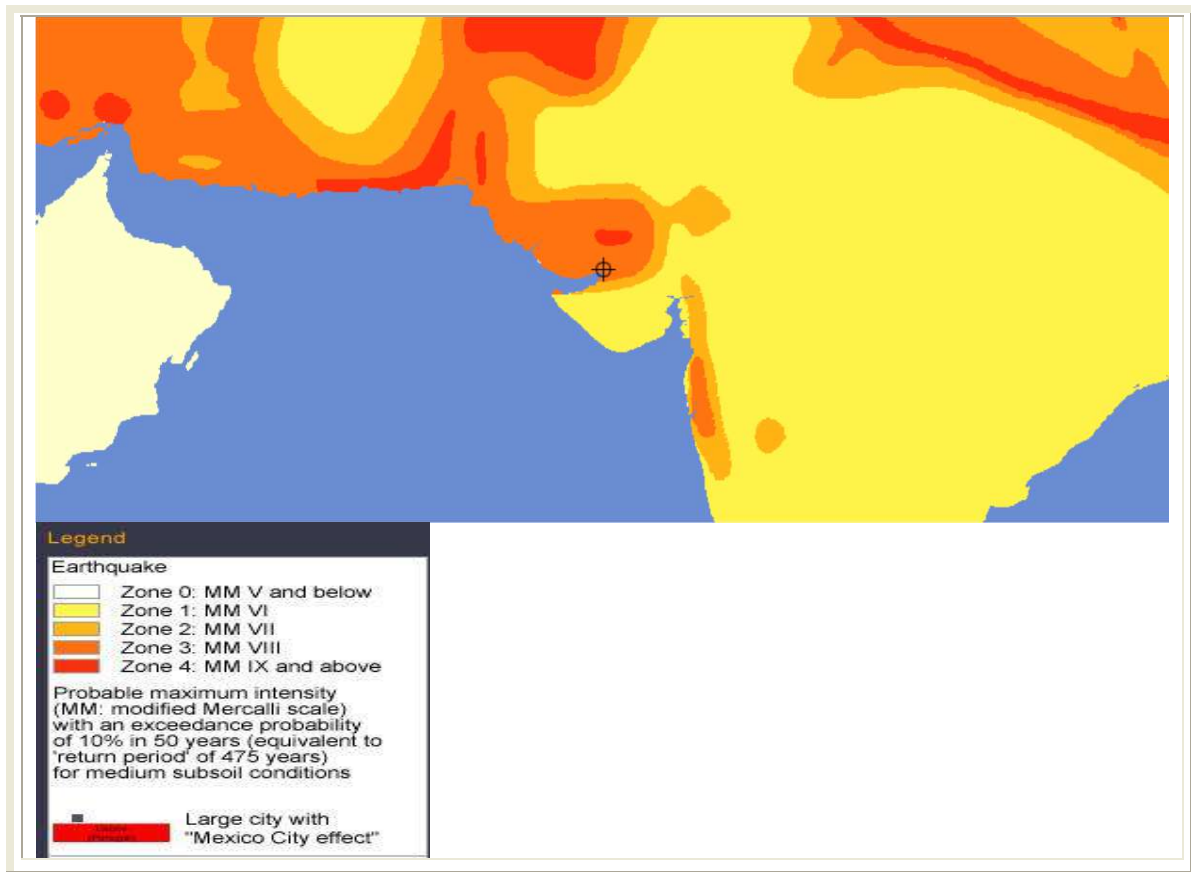 Legend
Earthquake
Zone 0: MM V and below
Zone 1: MM VI
Zone 2: MM VII
Zone 3: MM VIII
Zone 4: MM IX and above
Probable maximum intensity
(MM: modified Mercalli scale)
with an exceedance probability
of 10% in 50 years (equivalent to
'return period' of 475 years)
for medium subsoil conditions
Large city with
"Mexico City effect"